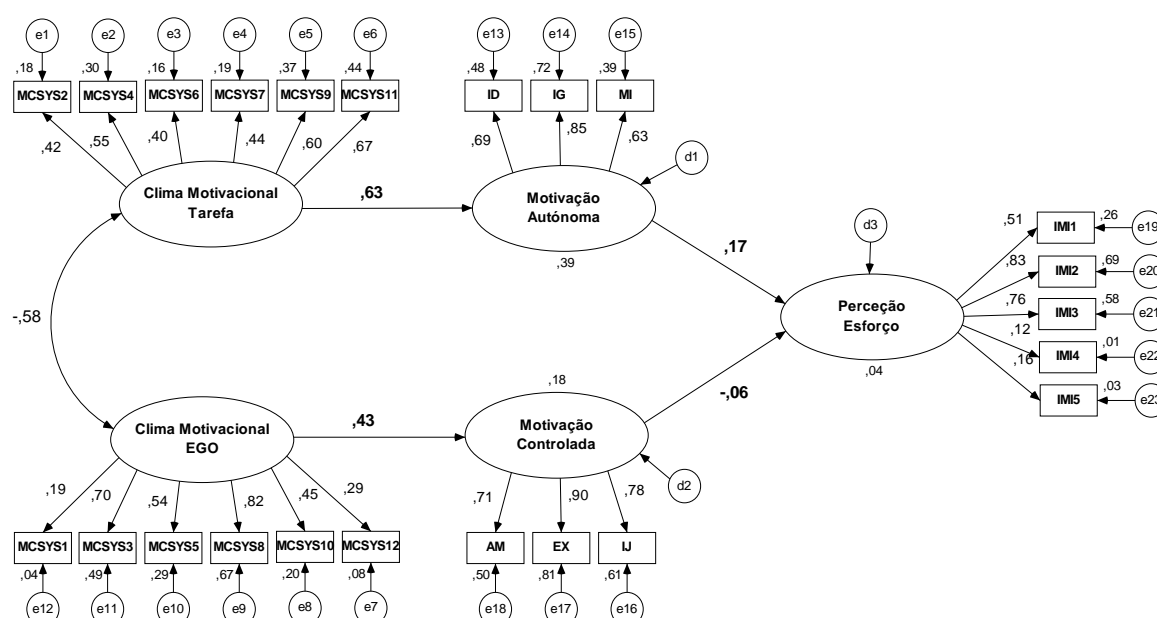 e1 e2 e3 e4 e5 e6 e13 e14 e15
,18 ,30 ,16 ,19 ,37 ,44 ,48 ,72 ,39
MCSYS2 MCSYS4 MCSYS6 MCSYS7 MCSYS9 MCSYS11 ID IG MI
,42 ,55 ,40 ,44 ,60 ,67 ,69 ,85 ,63
d1
Clima Motivacional
Tarefa
,63
Motivação
Autónoma
,39
,17
d3
-,58
Perceção
Esforço
,04
,51 IMI1 ,26 e19
,83 IMI2 ,69 e20
,76 IMI3 ,58 e21
,12 IMI4 ,01 e22
,16 IMI5 ,03 e23
-,06
Clima Motivacional
EGO
,43
,18
Motivação
Controlada
d2
,19 ,70 ,54 ,82 ,45 ,29 ,71 ,90 ,78
MCSYS1 MCSYS3 MCSYS5 MCSYS8 MCSYS10 MCSYS12 AM EX IJ
,04 ,49 ,29 ,67 ,20 ,08 ,50 ,81 ,61
e12 e11 e10 e9 e8 e7 e18 e17 e16